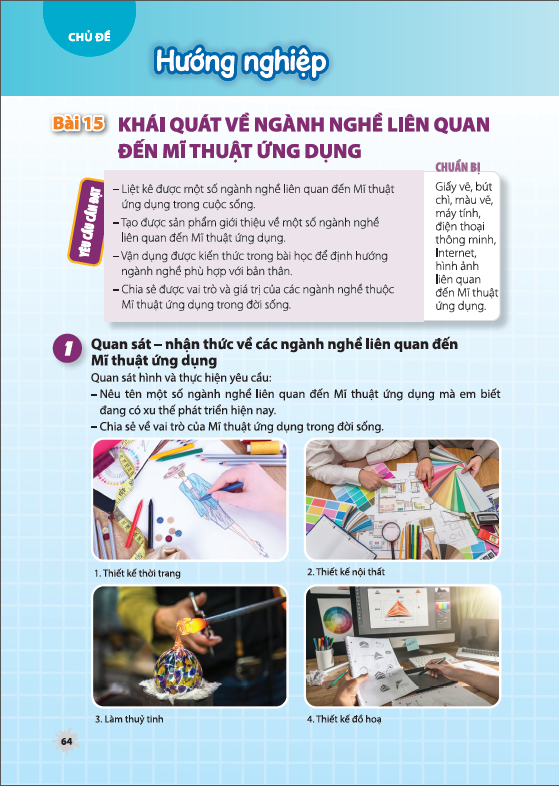 CHỦ ĐỀ
Hướng nghiệp
Bài 15
KHÁI QUÁT VỀ NGÀNH NGHỀ LIÊN QUAN
ĐẾN MĨ THUẬT ỨNG DỤNG
YÊU CẦU CẦN ĐẠT
– Liệt kê được một số ngành nghề liên quan đến Mĩ thuật
ứng dụng trong cuộc sống.
– Tạo được sản phẩm giới thiệu về một số ngành nghề
liên quan đến Mĩ thuật ứng dụng.
– Vận dụng được kiến thức trong bài học để định hướng
ngành nghề phù hợp với bản thân.
– Chia sẻ được vai trò và giá trị của các ngành nghề thuộc
Mĩ thuật ứng dụng trong đời sống.
CHUẨN BỊ
Giấy vẽ, bút
chì, màu vẽ,
máy tính,
điện thoại
thông minh,
Internet,
hình ảnh
liên quan
đến Mĩ thuật
ứng dụng.
1
Quan sát – nhận thức về các ngành nghề liên quan đến
Mĩ thuật ứng dụng
Quan sát hình và thực hiện yêu cầu:
– Nêu tên một số ngành nghề liên quan đến Mĩ thuật ứng dụng mà em biết
đang có xu thế phát triển hiện nay.
– Chia sẻ về vai trò của Mĩ thuật ứng dụng trong đời sống.
1. Thiết kế thời trang
2. Thiết kế nội thất
3. Làm thuỷ tinh
4. Thiết kế đồ hoạ
64